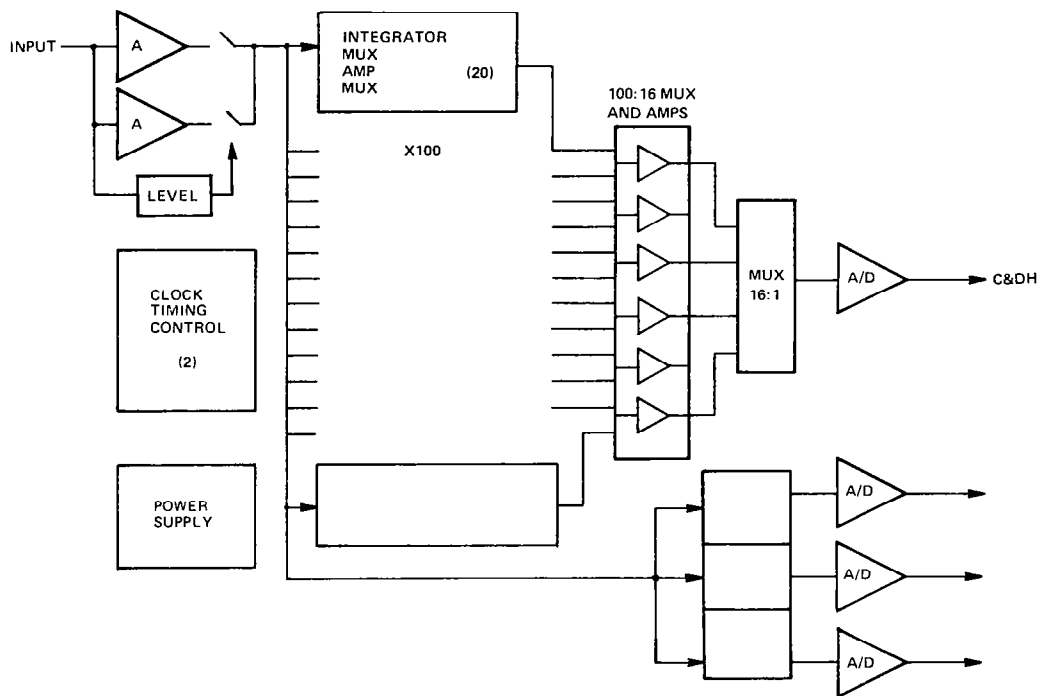 INPUT
A
A
LEVEL
INTEGRATOR
MUX
AMP (20)
MUX
X100
100:16 MUX
AND AMPS
MUX
16:1
A/D
C&DH
CLOCK
TIMING
CONTROL
(2)
POWER
SUPPLY
A/D
A/D
A/D